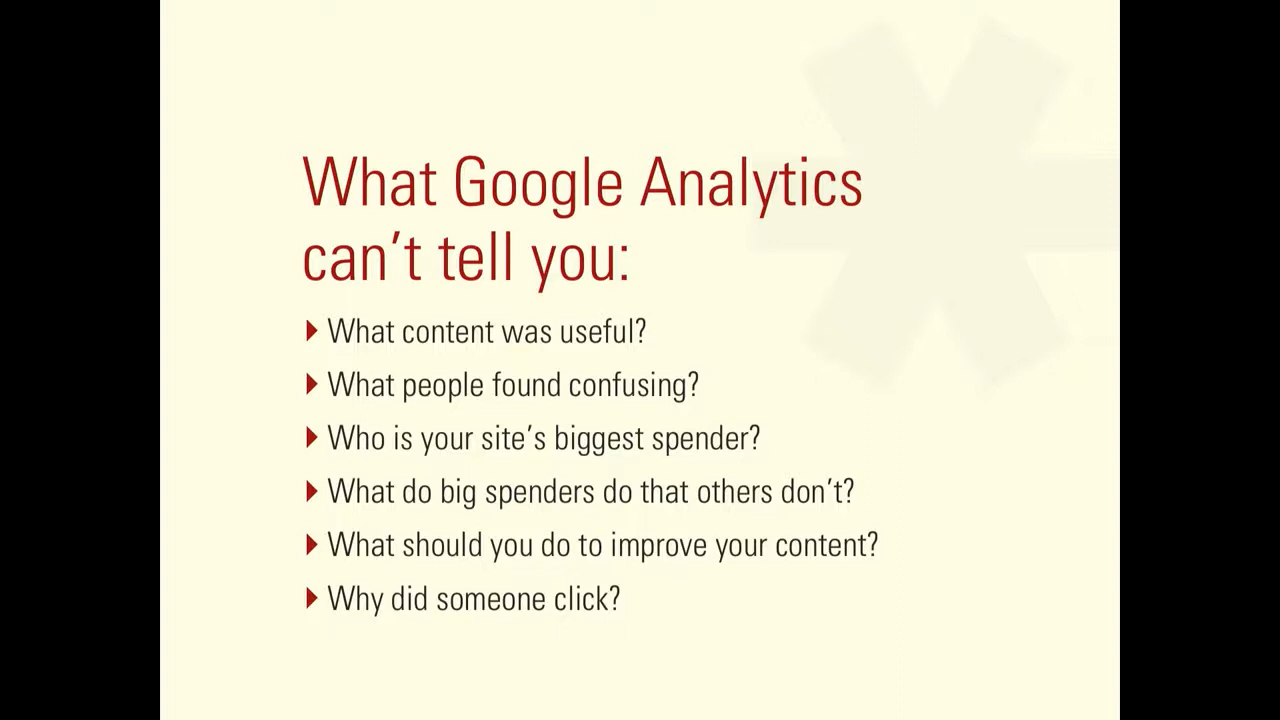 What Google Analytics
can’t tell you:
What content was useful?
What people found confusing?
Who is your site’s biggest spender?
What do big spenders do that others don’t?
What should you do to improve your content?
Why did someone click?